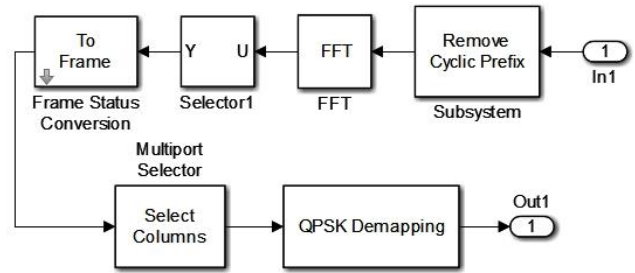 To
Frame
Frame Status
Conversion
Y U
Selector1
FFT
FFT
Remove
Cyclic Prefix
Subsystem
1
In1
Multiport
Selector
Select
Columns
QPSK Demapping
Out1
1